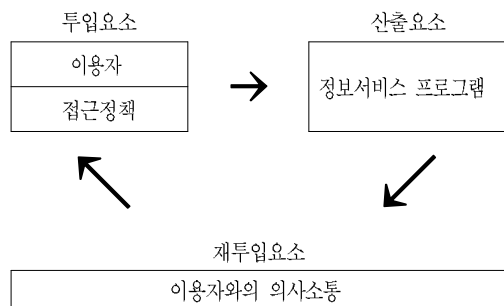 투입요소
이용자
접근정책
산출요소
정보서비스 프로그램
재투입요소
이용자와의 의사소통